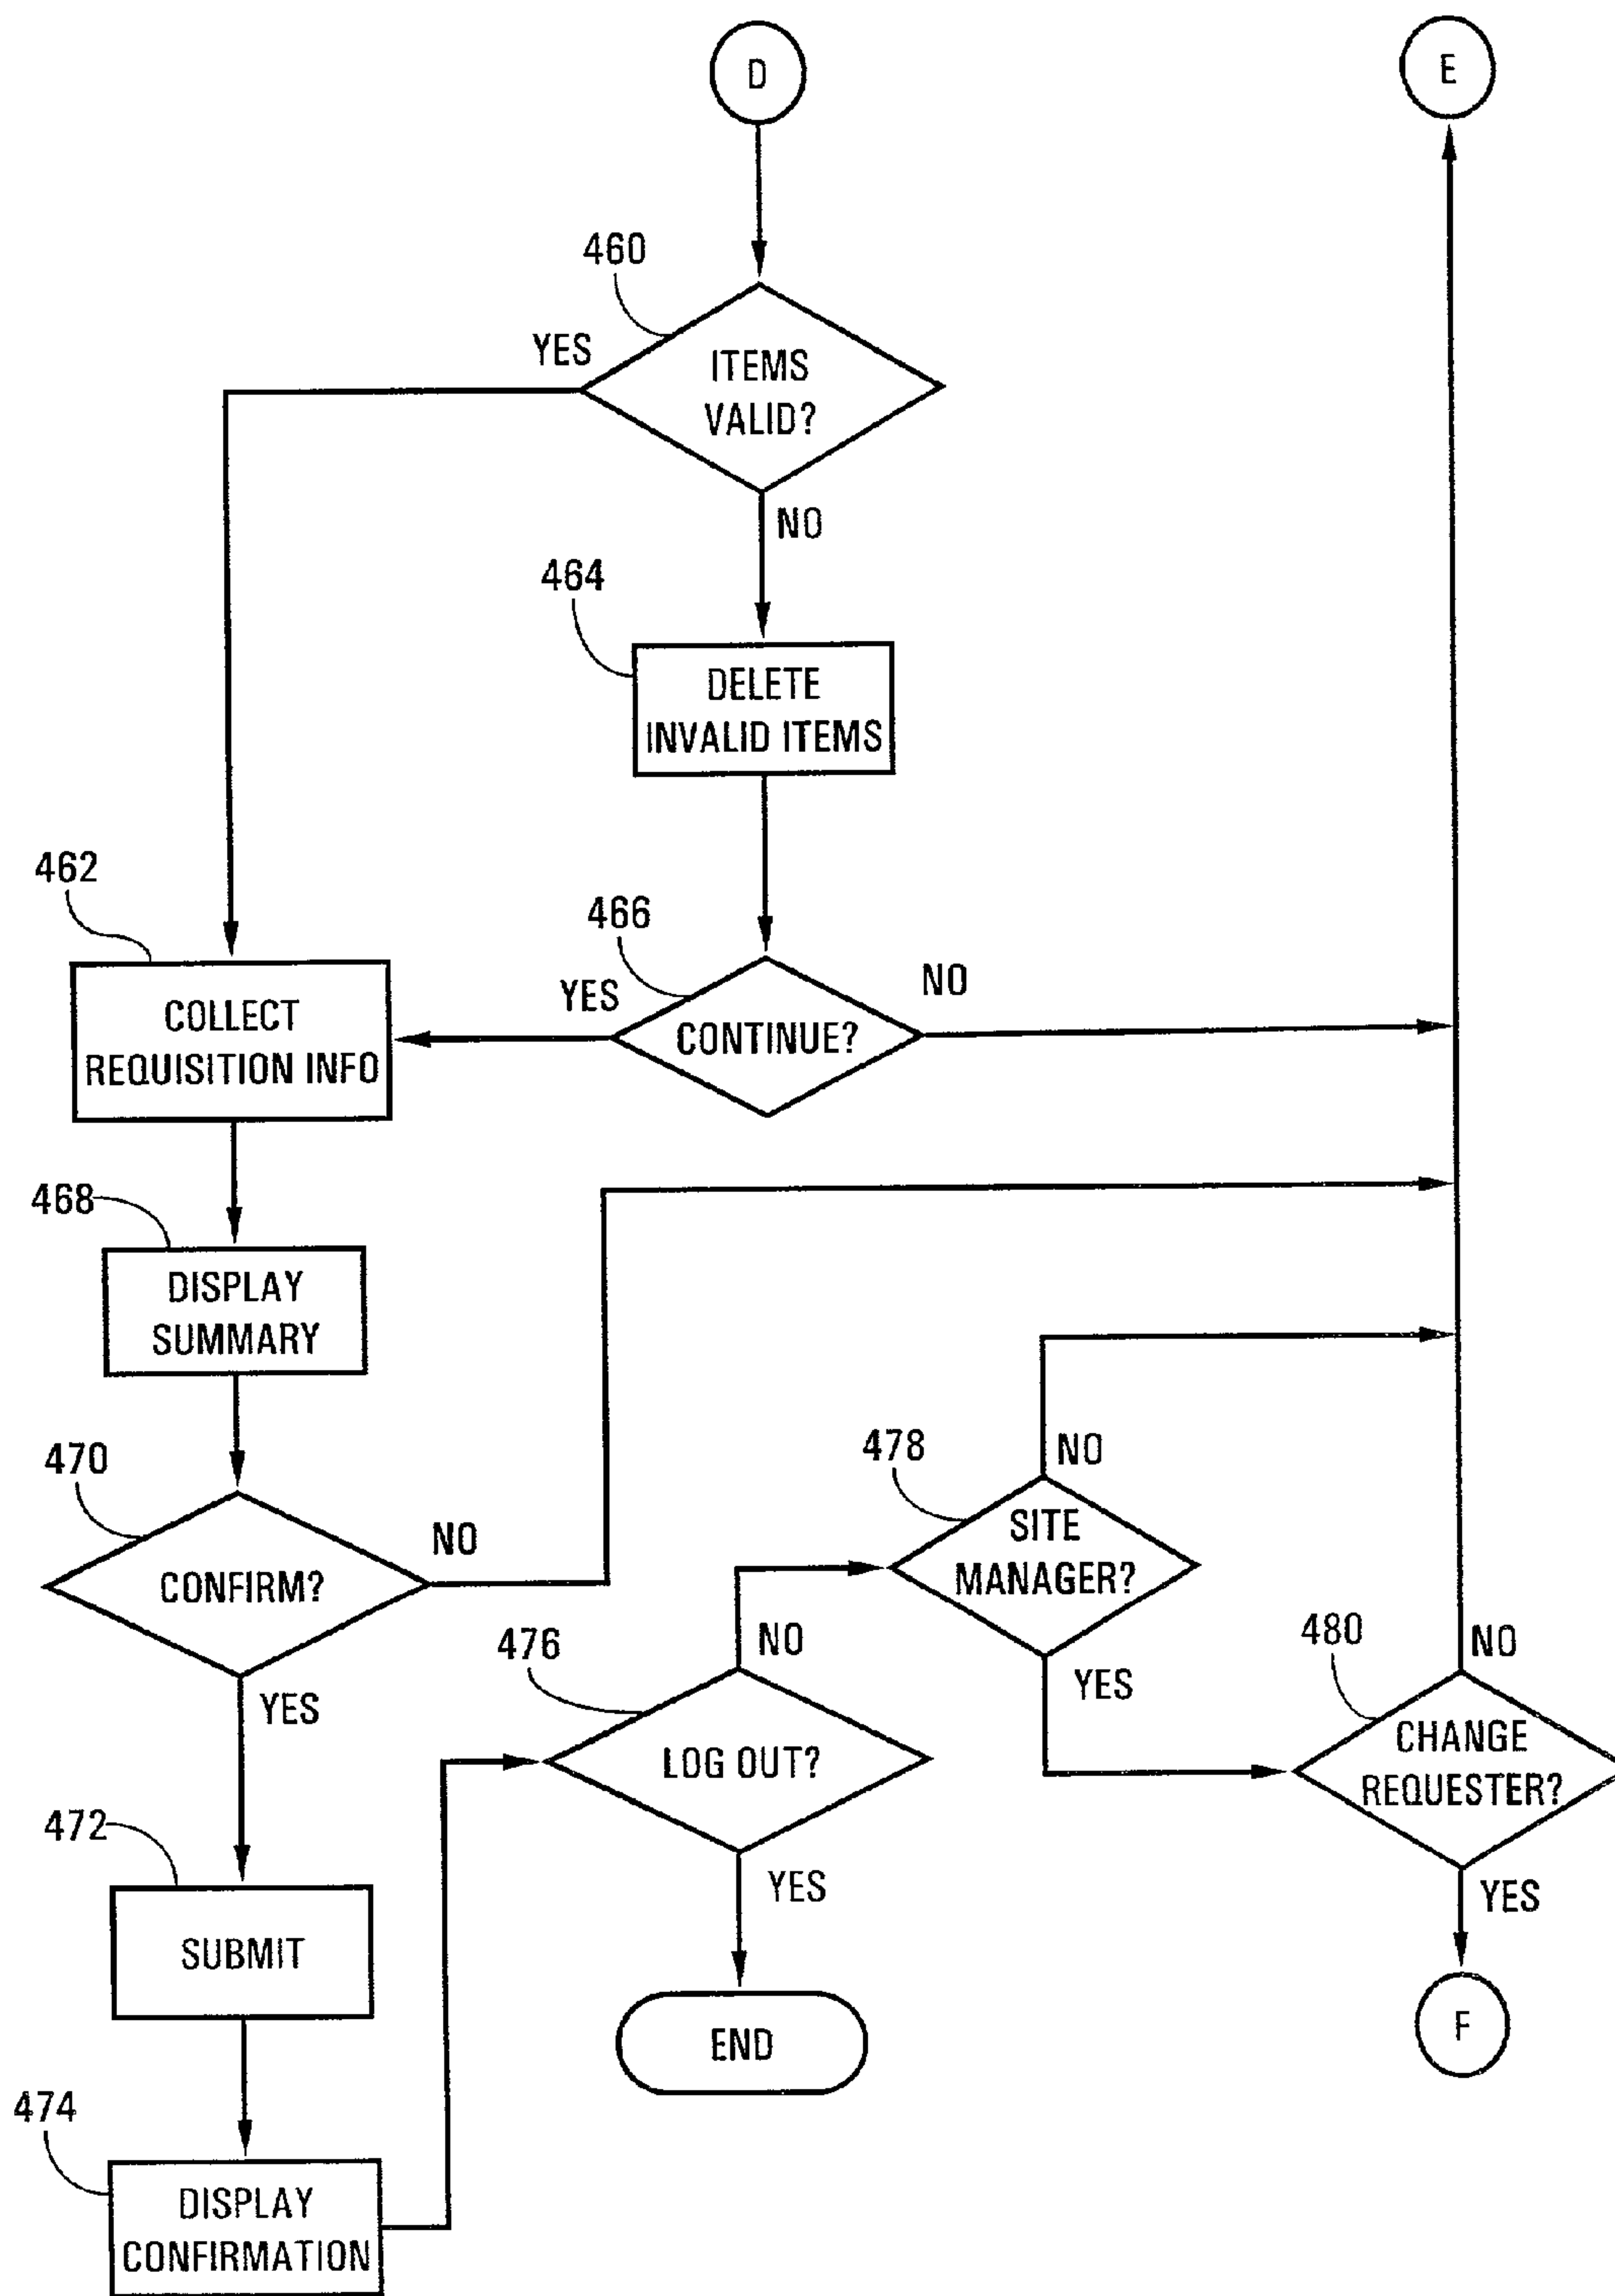 D
E
460
YES
ITEMS
VALID?
NO
464
DELETE
INVALID ITEMS
462
466
YES
NO
COLLECT
REQUISITION INFO
CONTINUE?
468
DISPLAY
SUMMARY
470
NO
CONFIRM?
YES
478
NO
SITE
MANAGER?
YES
476
NO
LOG OUT?
YES
480
NO
CHANGE
REQUESTER?
YES
472
SUBMIT
END
F
474
DISPLAY
CONFIRMATION